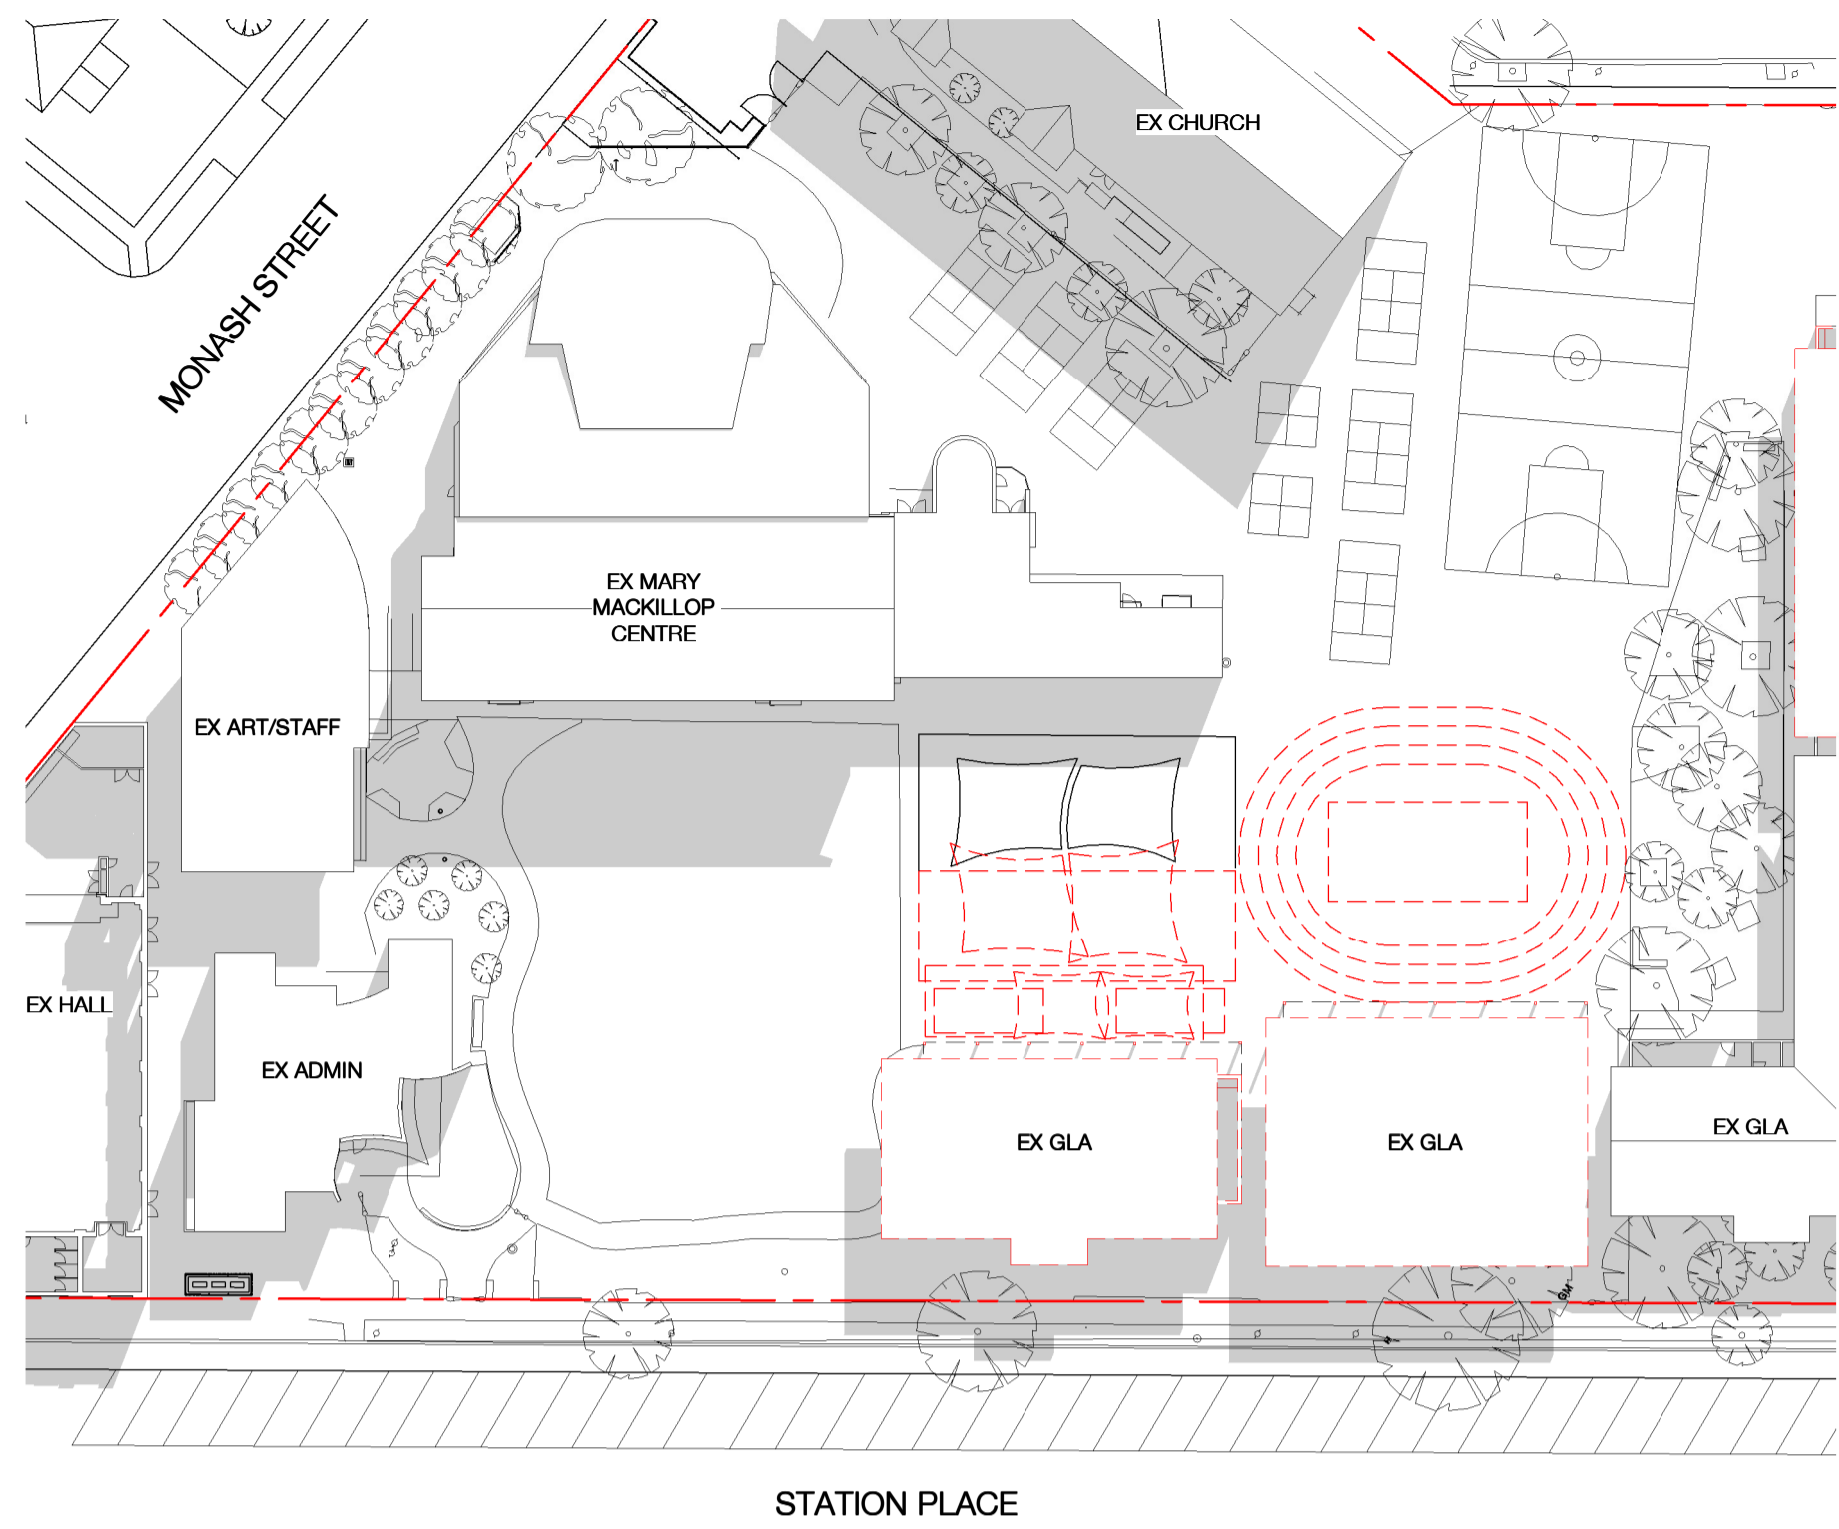 EX CHURCH
MONASH STREET
EX MARY
MACKILLOP
CENTRE
EX ART/STAFF
EX HALL
EX ADMIN
EX GLA
EX GLA
EX GLA
GM
STATION PLACE